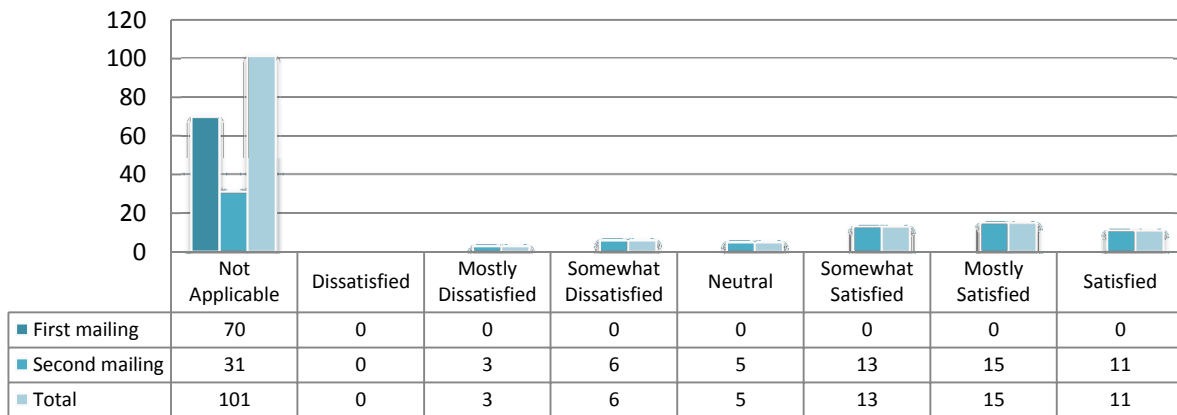 120
100
80
60
40
20
0
Not Applicable Dissatisfied Mostly Dissatisfied Somewhat Dissatisfied Neutral Somewhat Satisfied Mostly Satisfied Satisfied
First mailing 70 0 0 0 0 0 0 0
Second mailing 31 0 3 6 5 13 15 11
Total 101 0 3 6 5 13 15 11